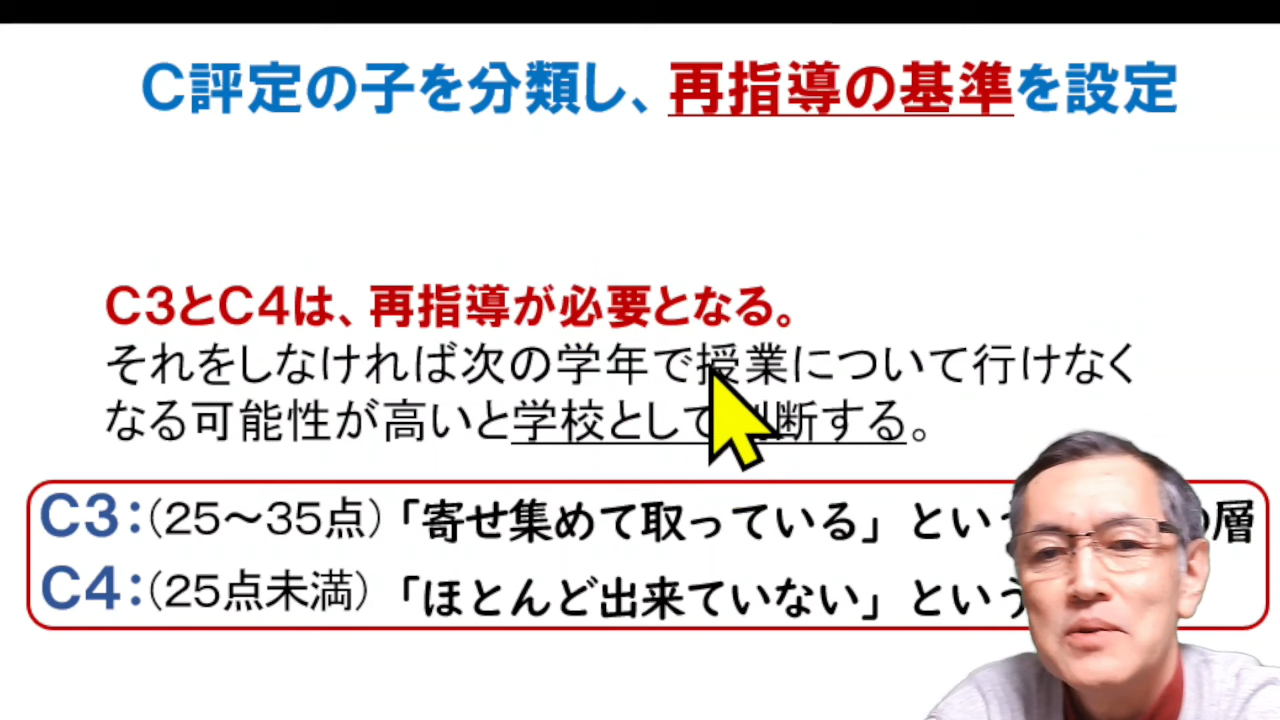 C評定の子を分類し、再指導の基準を設定
C3とC4は、再指導が必要となる。
それをしなければ次の学年で授業について行けなく
なる可能性が高いと学校として判断する。
C3：（25～35点）「寄せ集めて取っている」という の層
C4：（25点未満）「ほとんど出来ていない」という